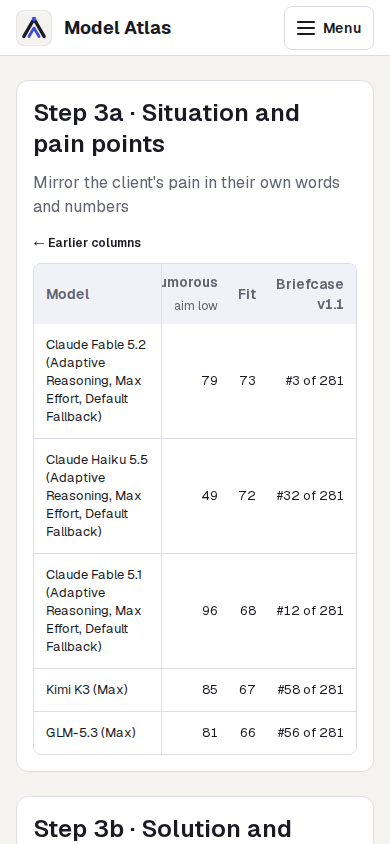 Model Atlas
Menu
Step 3a · Situation and
pain points
Mirror the client's pain in their own words
and numbers
← Earlier columns
Model
aim low
Fit
Briefcase
v1.1
Claude Fable 5.2
(Adaptive
Reasoning, Max
Effort, Default
Fallback)
79
73
#3 of 281
Claude Haiku 5.5
(Adaptive
Reasoning, Max
Effort, Default
Fallback)
49
72
#32 of 281
Claude Fable 5.1
(Adaptive
Reasoning, Max
Effort, Default
Fallback)
96
68
#12 of 281
Kimi K3 (Max)
85
67
#58 of 281
GLM-5.3 (Max)
81
66
#56 of 281
Step 3b · Solution and